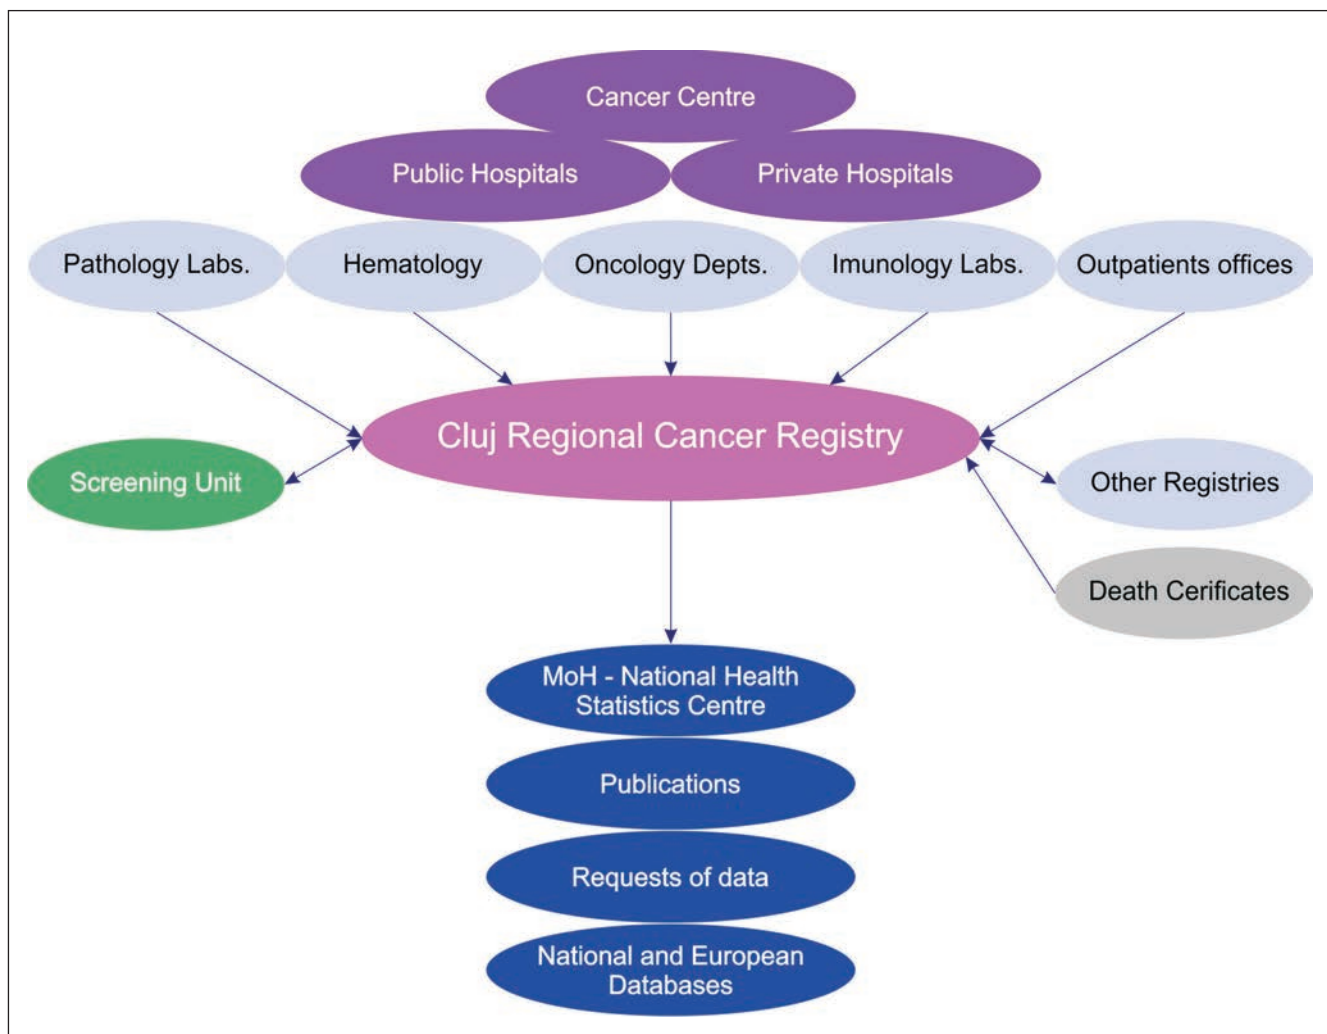 Cancer Centre
Public Hospitals
Private Hospitals
Pathology Labs.
Hematology
Oncology Depts.
Imunology Labs.
Outpatients offices
Cluj Regional Cancer Registry
Screening Unit
Other Registries
Death Cerificates
MoH - National Health
Statistics Centre
Publications
Requests of data
National and European
Databases